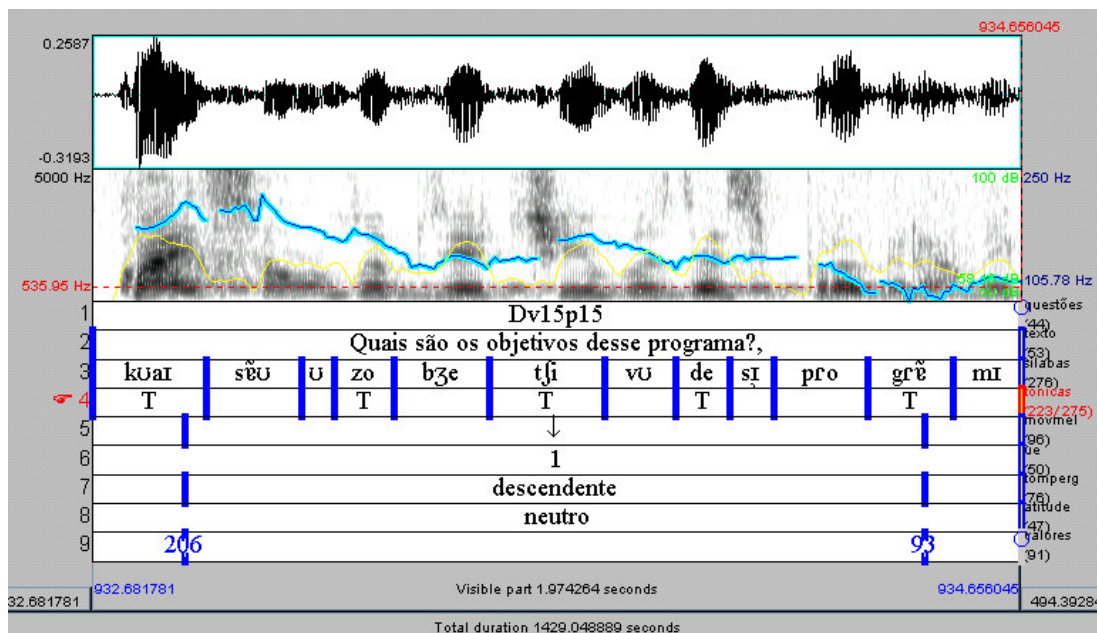 934.656045
0.2587
-0.3193
5000 Hz 100 dB 250 Hz
535.95 Hz 105.78 Hz
1 Dv15p15 questões (44)
2 Quais são os objetivos desse programa?, texto (53)
3 kʊaɪ sɐ̃ʊ ʊ zo bʒe tʃi vʊ de sɪ pɾo gɾɐ̃ mɪ sílabas (276)
☞ 4 T T T T T tonicas (223/275)
5 ↓ movmel (96)
6 1 ue (50)
7 descendente tomperg (76)
8 neutro atitude (47)
9 206 93 valores (91)
932.681781 Visible part 1.974264 seconds 934.656045
32.681781 494.39284
Total duration 1429.048889 seconds